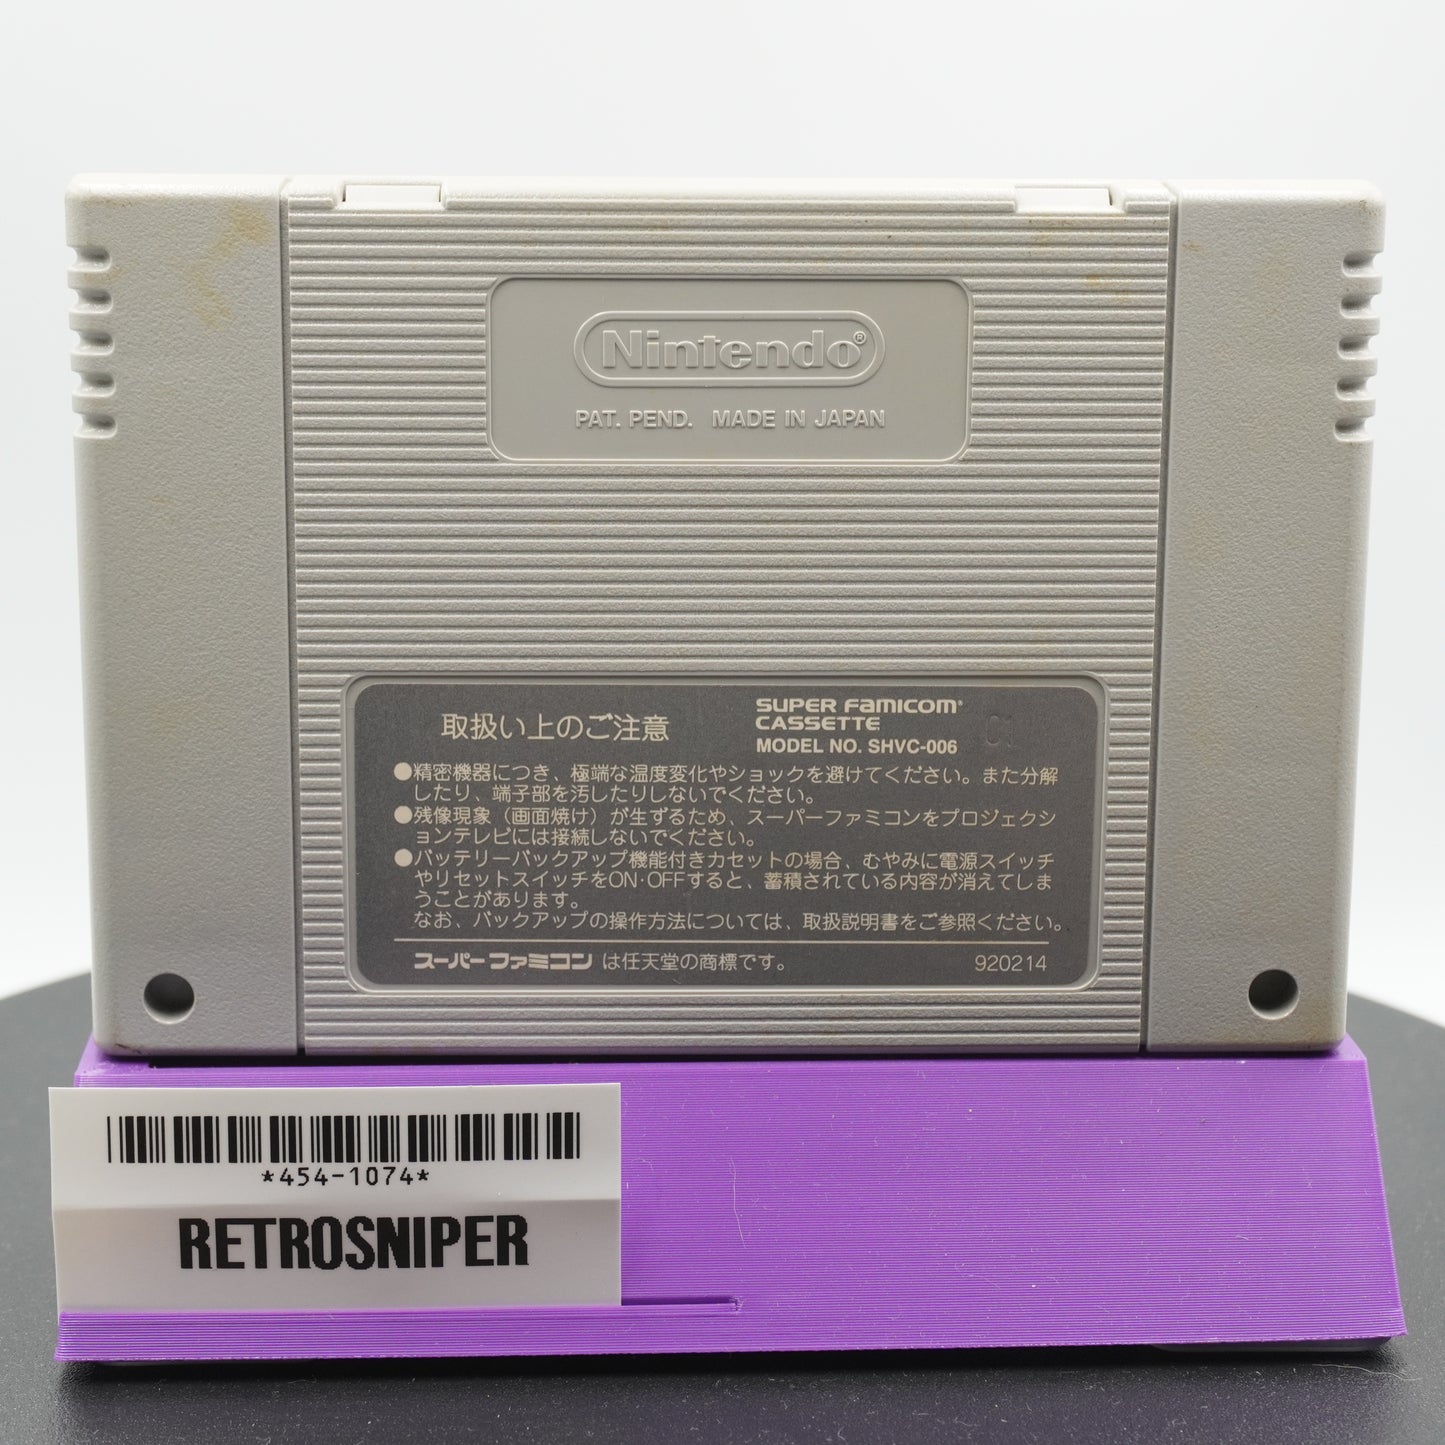 Nintendo®
PAT. PEND. MADE IN JAPAN
取扱い上のご注意
SUPER FAMICOM®
CASSETTE
MODEL NO. SHVC-006
●精密機器につき、極端な温度変化やショックを避けてください。また分解
したり、端子部を汚したりしないでください。
●残像現象（画面焼け）が生ずるため、スーパーファミコンをプロジェクシ
ョンテレビには接続しないでください。
●バッテリーバックアップ機能付きカセットの場合、むやみに電源スイッチ
やリセットスイッチをON·OFFすると、蓄積されている内容が消えてしま
うことがあります。
なお、バックアップの操作方法については、取扱説明書をご参照ください。
スーパーファミコンは任天堂の商標です。
920214
*454-1074*
RETROSNIPER